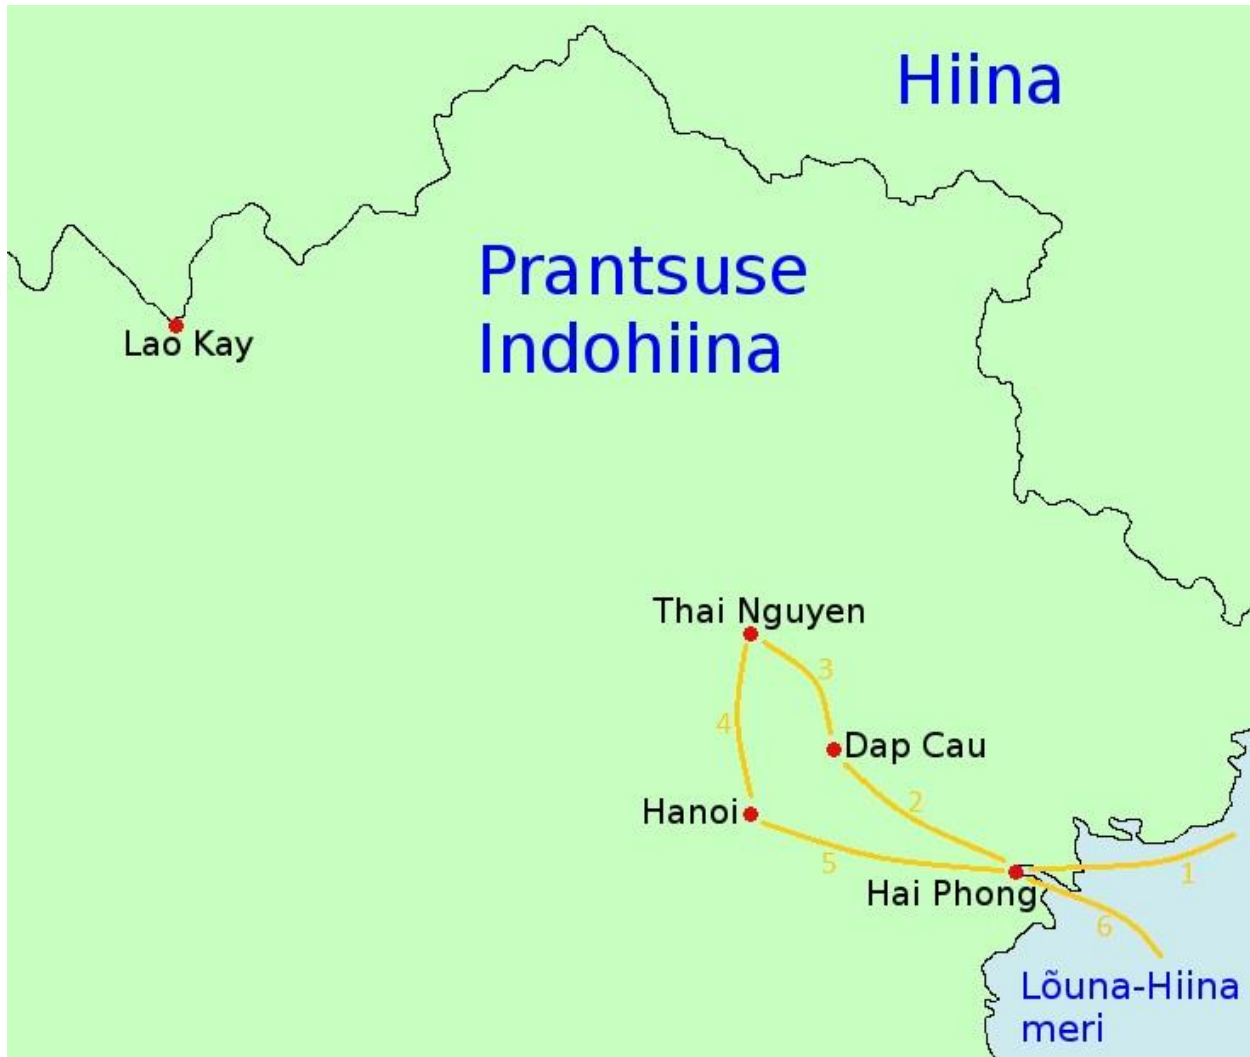 Hiina
Prantsuse
Indohiina
Lao Kay
Thai Nguyen
3
4
Dap Cau
2
Hanoi
5
1
Hai Phong
6
Lõuna-Hiina
meri